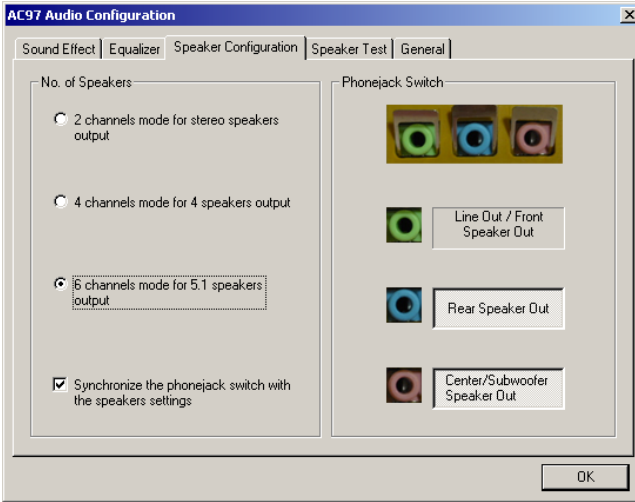 AC97 Audio Configuration
Sound Effect
Equalizer
Speaker Configuration
Speaker Test
General
No. of Speakers
2 channels mode for stereo speakers
output
4 channels mode for 4 speakers output
6 channels mode for 5.1 speakers
output
Synchronize the phonejack switch with
the speakers settings
Phonejack Switch
Line Out / Front
Speaker Out
Rear Speaker Out
Center/Subwoofer
Speaker Out
OK